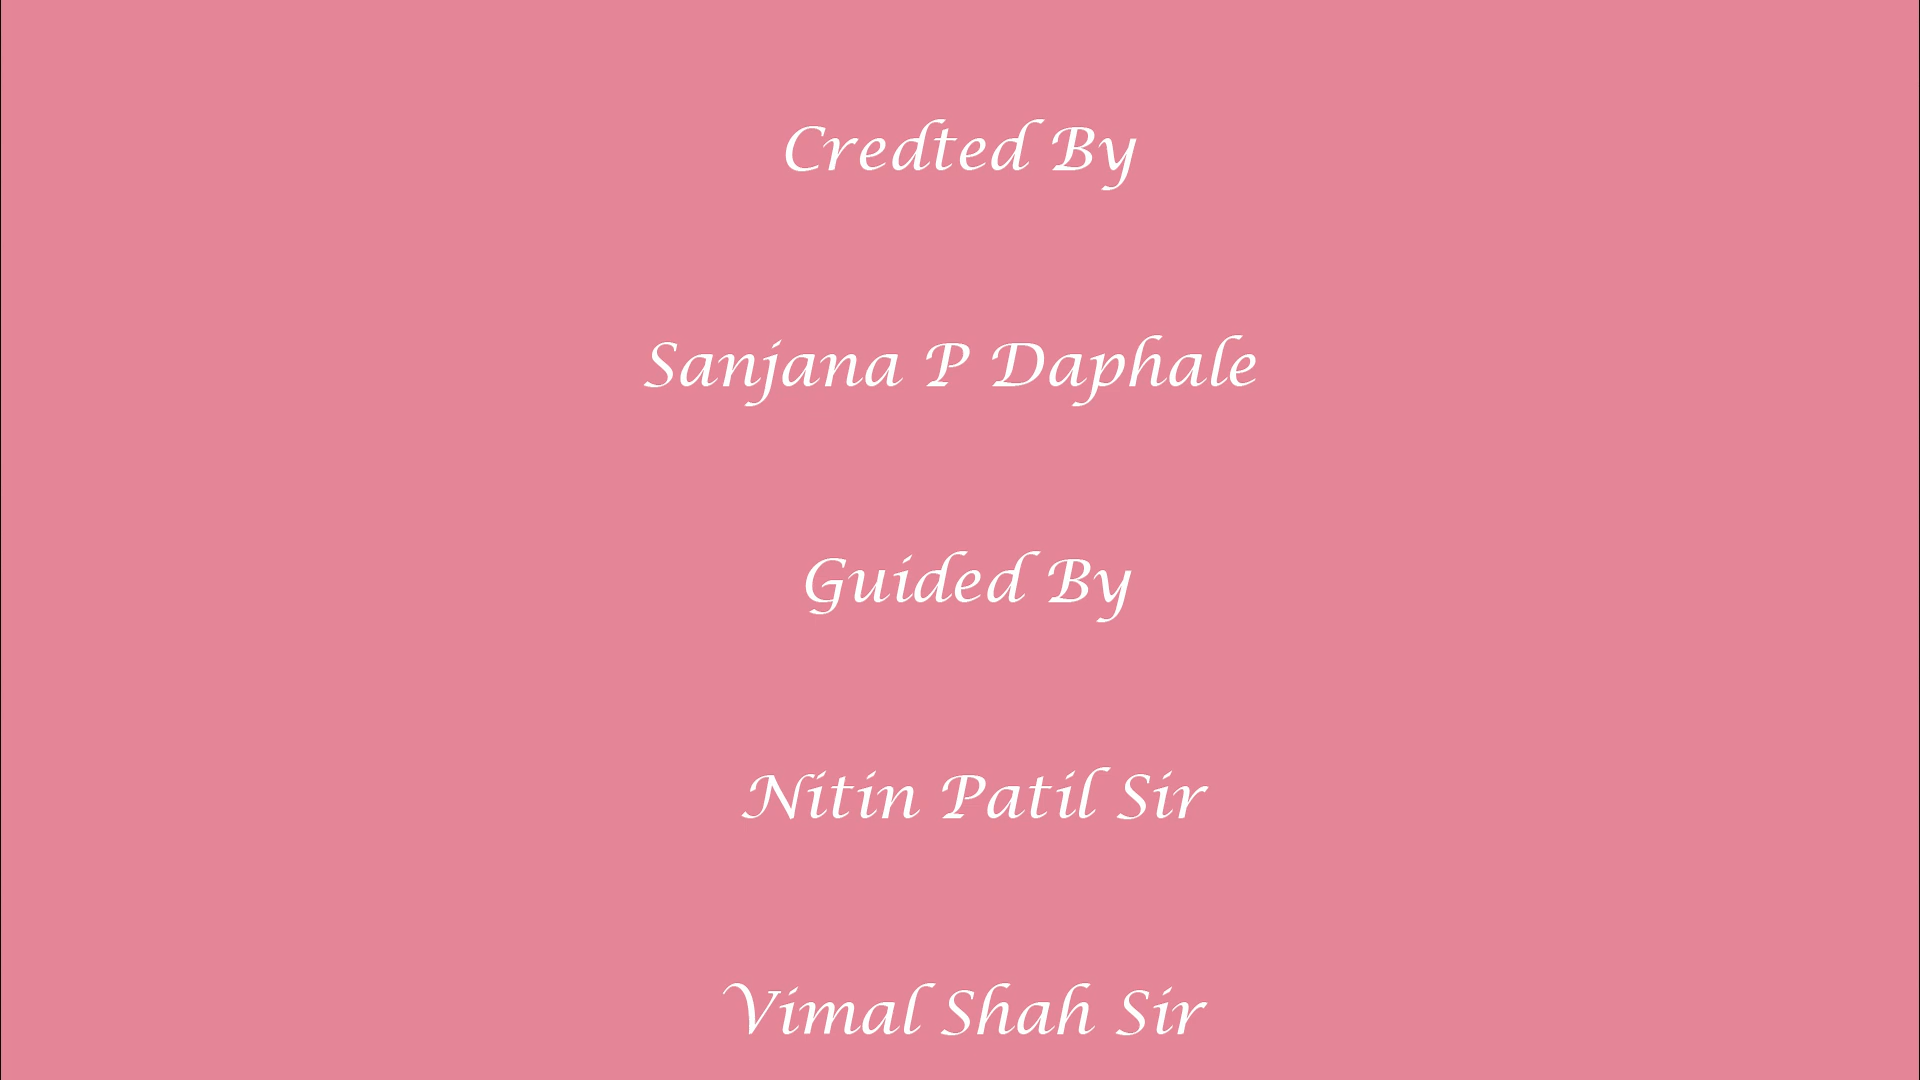 Credted By
Sanjana P Daphale
Guided By
Nitin Patil Sir
Vimal Shah Sir